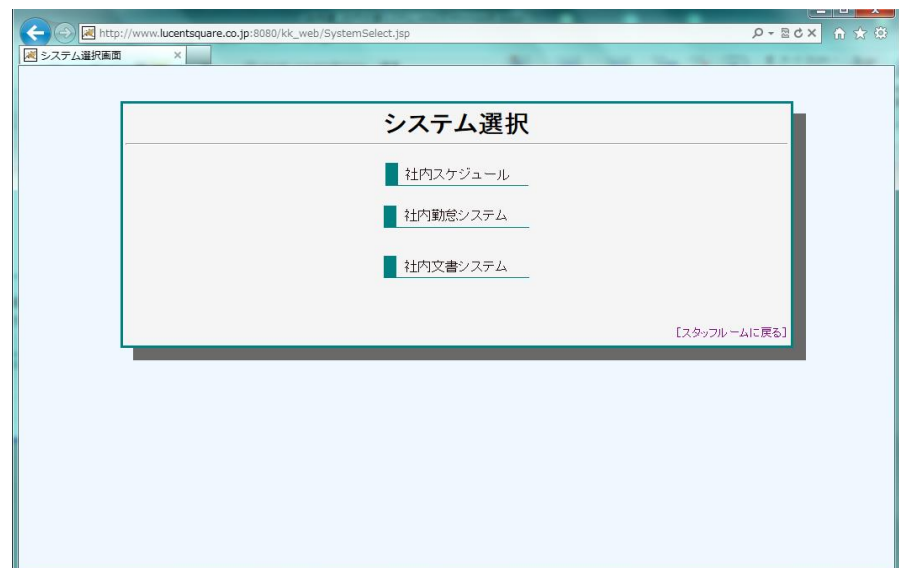 http://www.lucentsquare.co.jp:8080/kk_web/SystemSelect.jsp
システム選択画面
システム選択
社内スケジュール
社内勤怠システム
社内文書システム
[スタッフルームに戻る]